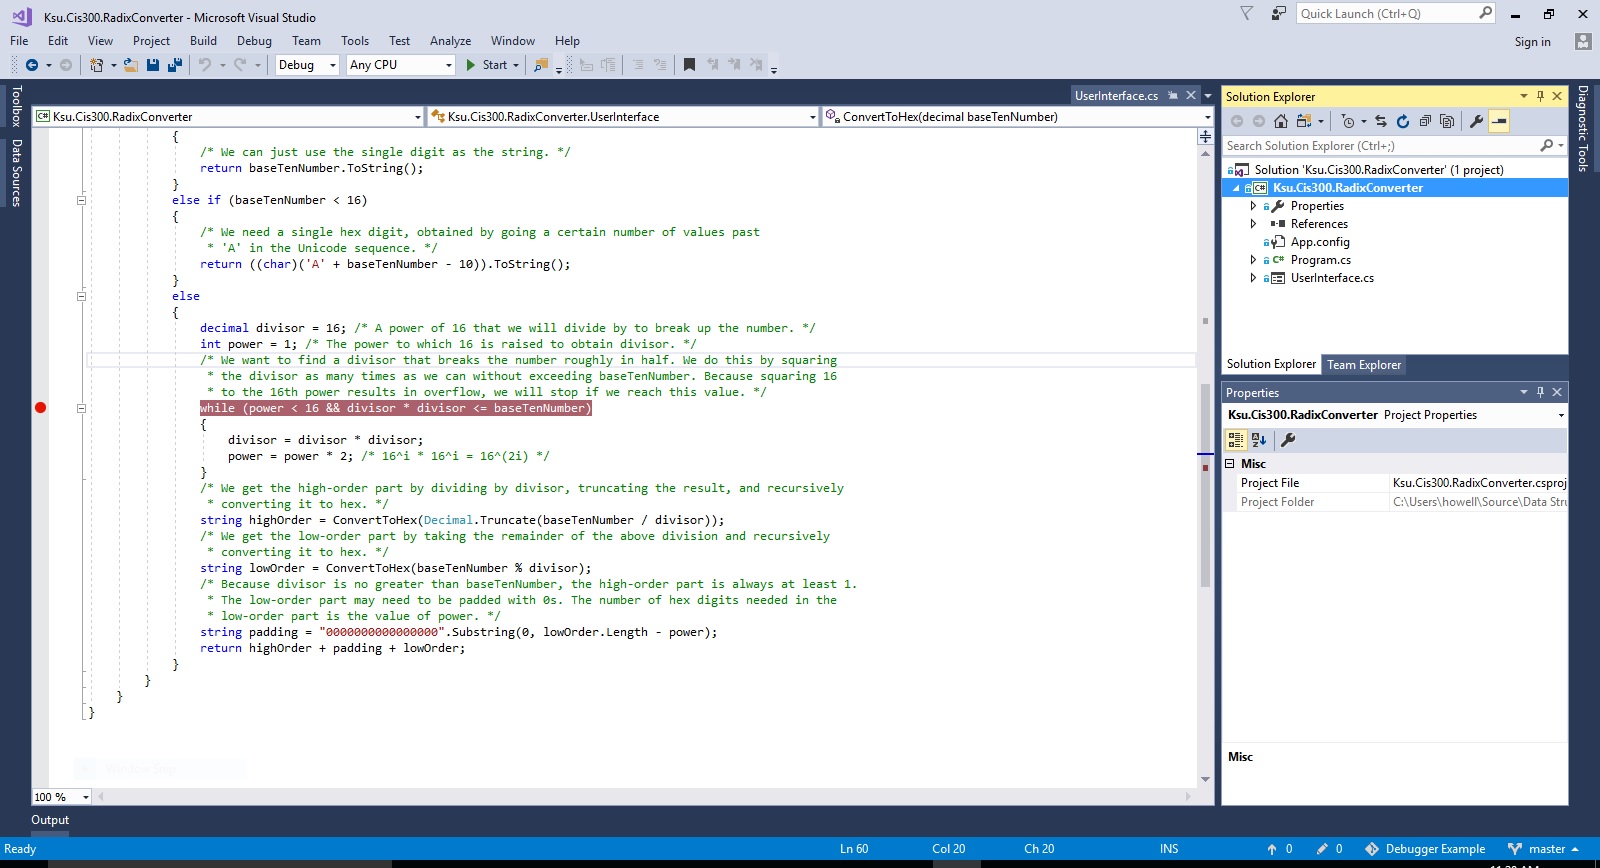 Ksu.Cis300.RadixConverter - Microsoft Visual Studio
Quick Launch (Ctrl+Q)
File Edit View Project Build Debug Team Tools Test Analyze Window Help
Sign in
Debug Any CPU Start
Toolbox
Data Sources
UserInterface.cs
Ksu.Cis300.RadixConverter Ksu.Cis300.RadixConverter.UserInterface ConvertToHex(decimal baseTenNumber)
{
/* We can just use the single digit as the string. */
return baseTenNumber.ToString();
}
else if (baseTenNumber < 16)
{
/* We need a single hex digit, obtained by going a certain number of values past
* 'A' in the Unicode sequence. */
return ((char)('A' + baseTenNumber - 10)).ToString();
}
else
{
decimal divisor = 16; /* A power of 16 that we will divide by to break up the number. */
int power = 1; /* The power to which 16 is raised to obtain divisor. */
/* We want to find a divisor that breaks the number roughly in half. We do this by squaring
* the divisor as many times as we can without exceeding baseTenNumber. Because squaring 16
* to the 16th power results in overflow, we will stop if we reach this value. */
while (power < 16 && divisor * divisor <= baseTenNumber)
{
divisor = divisor * divisor;
power = power * 2; /* 16^i * 16^i = 16^(2i) */
}
/* We get the high-order part by dividing by divisor, truncating the result, and recursively
* converting it to hex. */
string highOrder = ConvertToHex(Decimal.Truncate(baseTenNumber / divisor));
/* We get the low-order part by taking the remainder of the above division and recursively
* converting it to hex. */
string lowOrder = ConvertToHex(baseTenNumber % divisor);
/* Because divisor is no greater than baseTenNumber, the high-order part is always at least 1.
* The low-order part may need to be padded with 0s. The number of hex digits needed in the
* low-order part is the value of power. */
string padding = "0000000000000000".Substring(0, lowOrder.Length - power);
return highOrder + padding + lowOrder;
}
}
}
}
100 %
Solution Explorer
Search Solution Explorer (Ctrl+;)
Solution 'Ksu.Cis300.RadixConverter' (1 project)
C# Ksu.Cis300.RadixConverter
Properties
References
App.config
C# Program.cs
UserInterface.cs
Solution Explorer Team Explorer
Properties
Ksu.Cis300.RadixConverter Project Properties
Misc
Project File Ksu.Cis300.RadixConverter.csproj
Project Folder C:\Users\howell\Source\Data Stru
Misc
Diagnostic Tools
Output
Ready Ln 60 Col 20 Ch 20 INS 0 0 Debugger Example master